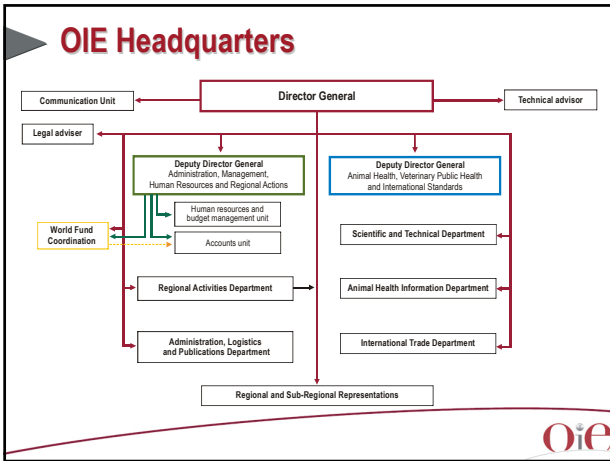 OIE Headquarters
Director General
Communication Unit
Technical advisor
Legal adviser
Deputy Director General
Administration, Management,
Human Resources and Regional Actions
Deputy Director General
Animal Health, Veterinary Public Health
and International Standards
Human resources and
budget management unit
World Fund
Coordination
Accounts unit
Scientific and Technical Department
Regional Activities Department
Animal Health Information Department
Administration, Logistics
and Publications Department
International Trade Department
Regional and Sub-Regional Representations
Oie